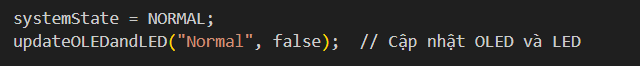 systemState = NORMAL;
updateOLEDandLED("Normal", false);  // Cập nhật OLED và LED